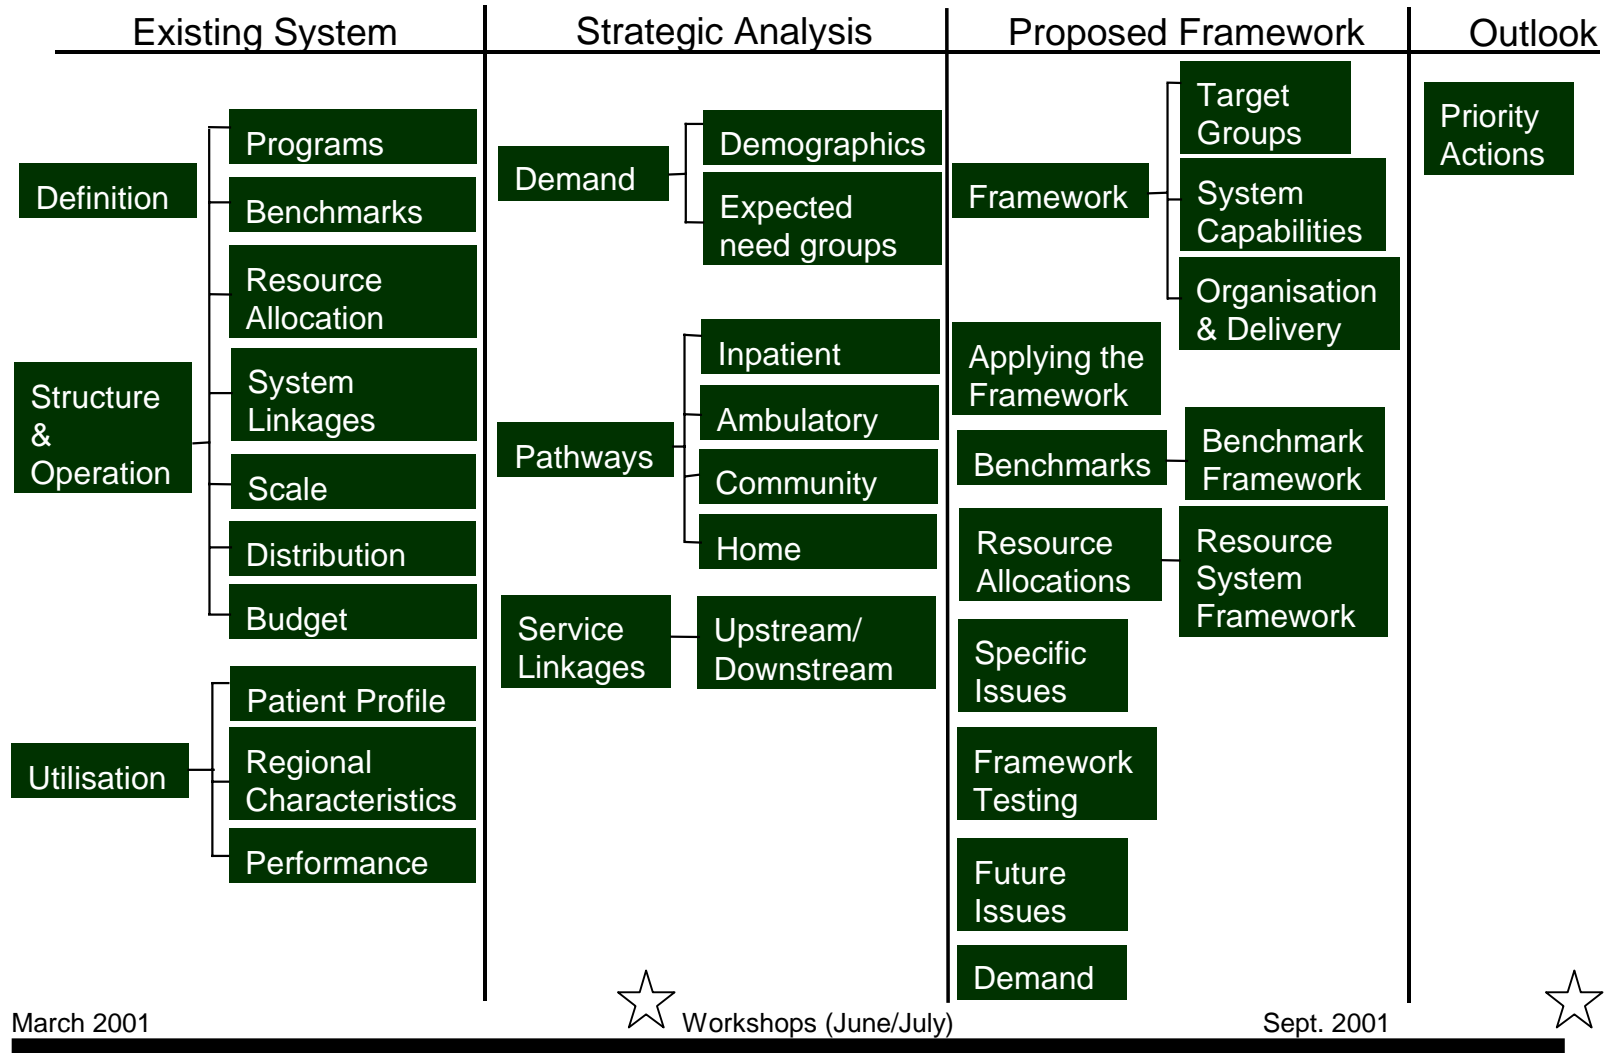 Existing System
Strategic Analysis
Proposed Framework
Outlook
Definition
Structure
&
Operation
Programs
Benchmarks
Resource
Allocation
System
Linkages
Scale
Distribution
Budget
Utilisation
Patient Profile
Regional
Characteristics
Performance
Demand
Demographics
Expected
need groups
Pathways
Inpatient
Ambulatory
Community
Home
Service
Linkages
Upstream/
Downstream
Framework
Target
Groups
System
Capabilities
Organisation
& Delivery
Applying the
Framework
Benchmarks
Benchmark
Framework
Resource
Allocations
Resource
System
Framework
Specific
Issues
Framework
Testing
Future
Issues
Demand
Priority
Actions
March 2001
Workshops (June/July)
Sept. 2001